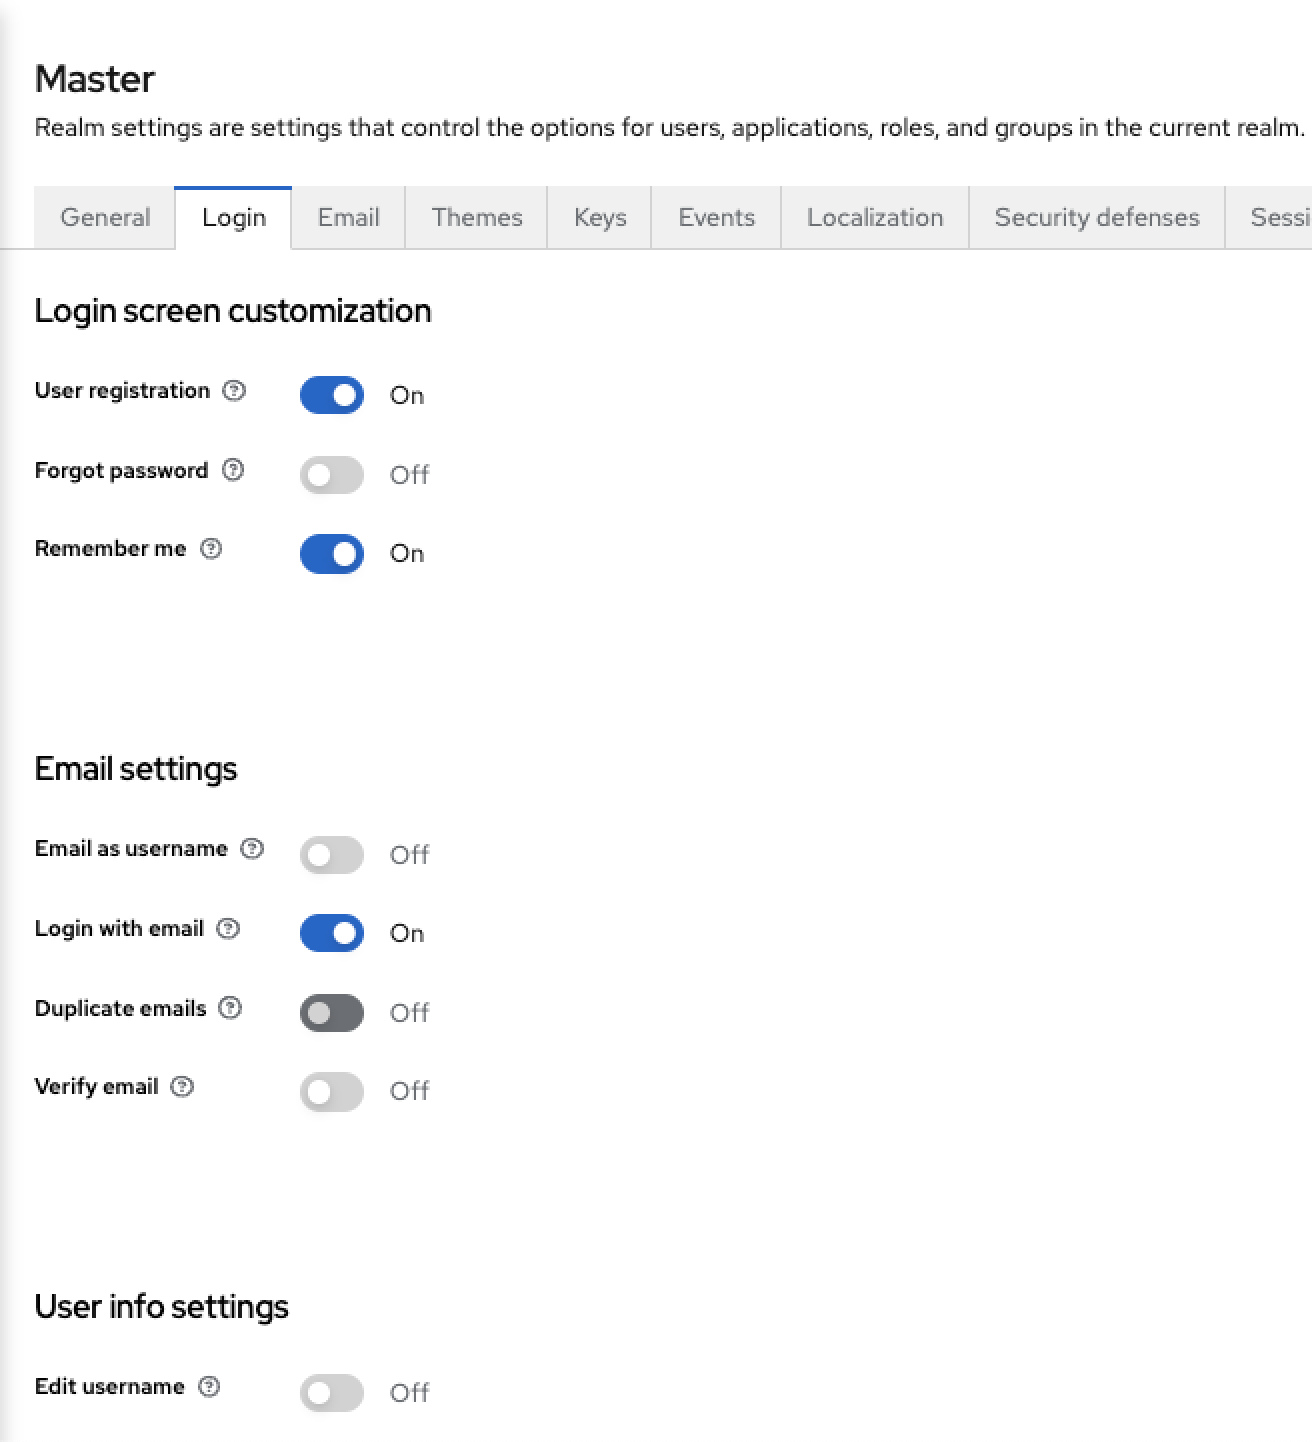 Master
Realm settings are settings that control the options for users, applications, roles, and groups in the current realm.
General Login Email Themes Keys Events Localization Security defenses Sessi
Login screen customization
User registration On
Forgot password Off
Remember me On
Email settings
Email as username Off
Login with email On
Duplicate emails Off
Verify email Off
User info settings
Edit username Off